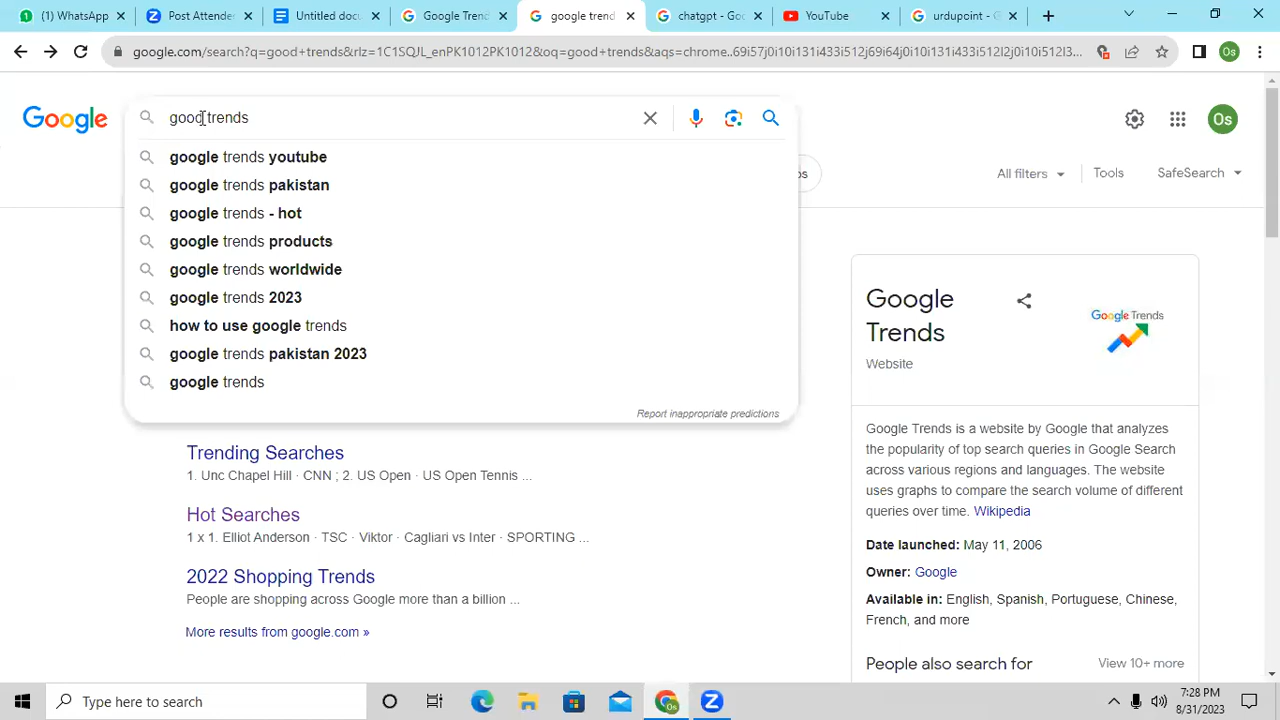 (1) WhatsApp
Zoom
Untitled doc
Google Tren
google trend
chatgpt - Go
YouTube
urdupoint - G
google.com/search?q=good+trends&rlz=1C1SQJL_enPK1012PK1012&oq=good+trends&aqs=chrome...69i57j0i10i131i433i512j69i64j0i10i131i433i512l2j0i10i512l3...
Os
Google
good trends
Os
google trends youtube
google trends pakistan
google trends - hot
google trends products
google trends worldwide
google trends 2023
how to use google trends
google trends pakistan 2023
google trends
Report inappropriate predictions
os
All filters
Tools
SafeSearch
Trending Searches
1. Unc Chapel Hill · CNN ; 2. US Open · US Open Tennis ...
Hot Searches
1 x 1. Elliot Anderson · TSC · Viktor · Cagliari vs Inter · SPORTING ...
2022 Shopping Trends
People are shopping across Google more than a billion ...
More results from google.com »
Google
Trends
Website
Google Trends
Google Trends is a website by Google that analyzes
the popularity of top search queries in Google Search
across various regions and languages. The website
uses graphs to compare the search volume of different
queries over time. Wikipedia
Date launched: May 11, 2006
Owner: Google
Available in: English, Spanish, Portuguese, Chinese,
French, and more
People also search for
View 10+ more
Type here to search
Os
Z
7:28 PM
8/31/2023